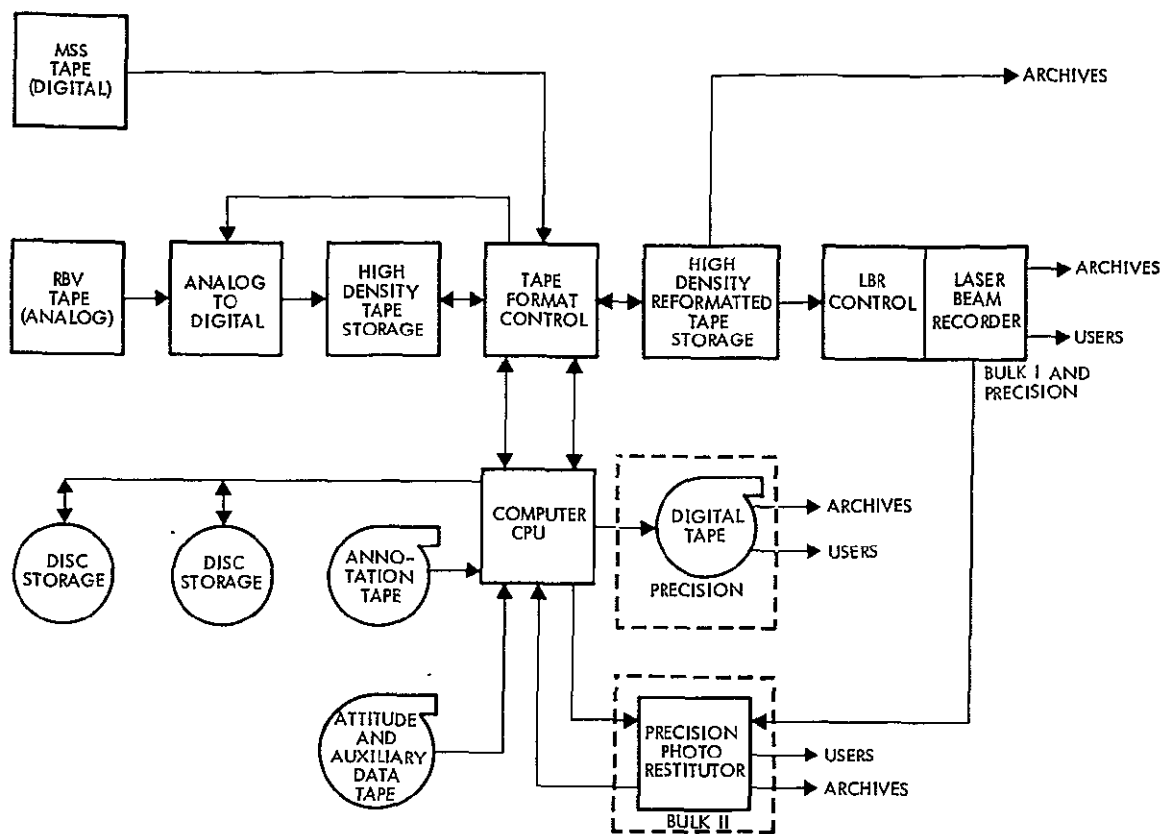 MSS
TAPE
(DIGITAL)
ARCHIVES
RBV
TAPE
(ANALOG)
ANALOG
TO
DIGITAL
HIGH
DENSITY
TAPE
STORAGE
TAPE
FORMAT
CONTROL
HIGH
DENSITY
REFORMATTED
TAPE
STORAGE
LBR
CONTROL
LASER
BEAM
RECORDER
ARCHIVES
USERS
BULK I AND
PRECISION
DISC
STORAGE
DISC
STORAGE
ANNO-
TATION
TAPE
COMPUTER
CPU
DIGITAL
TAPE
PRECISION
ARCHIVES
USERS
ATTITUDE
AND
AUXILIARY
DATA
TAPE
PRECISION
PHOTO
RESTITUTOR
BULK II
USERS
ARCHIVES